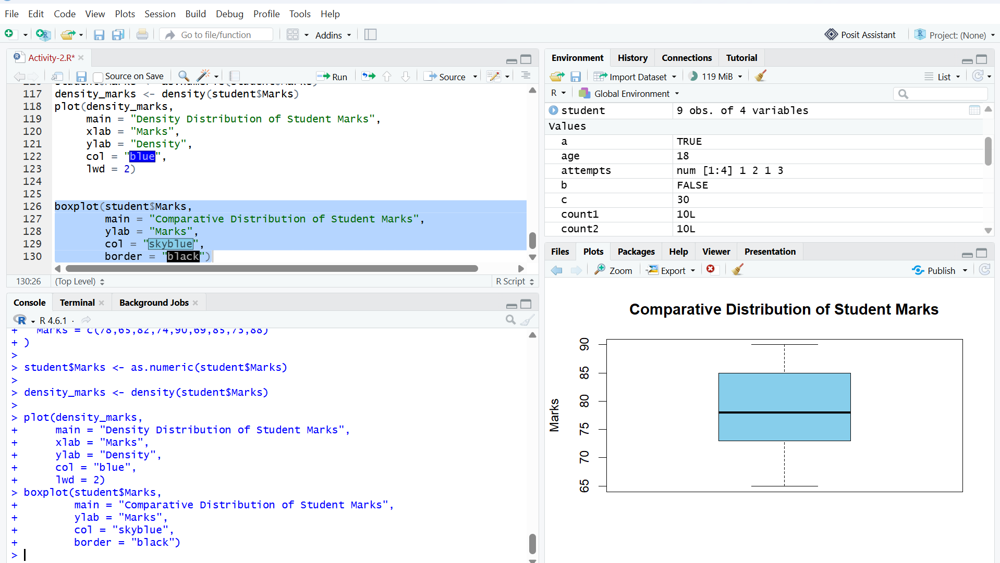 File Edit Code View Plots Session Build Debug Profile Tools Help
Go to file/function
Addins
Posit Assistant
Project: (None)
Activity-2.R*
Source on Save
Run
Source
117 density_marks <- density(student$Marks)
118 plot(density_marks,
119 main = "Density Distribution of Student Marks",
120 xlab = "Marks",
121 ylab = "Density",
122 col = "blue",
123 lwd = 2)
124
125
126 boxplot(student$Marks,
127 main = "Comparative Distribution of Student Marks",
128 ylab = "Marks",
129 col = "skyblue",
130 border = "black")
130:26 (Top Level) R Script
Console Terminal Background Jobs
R 4.6.1 ·
+ Marks = c(78,65,82,74,90,69,85,73,88)
+ )
>
> student$Marks <- as.numeric(student$Marks)
>
> density_marks <- density(student$Marks)
>
> plot(density_marks,
+ main = "Density Distribution of Student Marks",
+ xlab = "Marks",
+ ylab = "Density",
+ col = "blue",
+ lwd = 2)
> boxplot(student$Marks,
+ main = "Comparative Distribution of Student Marks",
+ ylab = "Marks",
+ col = "skyblue",
+ border = "black")
>
Environment History Connections Tutorial
Import Dataset 119 MiB List
R Global Environment
student 9 obs. of 4 variables
Values
a TRUE
age 18
attempts num [1:4] 1 2 1 3
b FALSE
c 30
count1 10L
count2 10L
Files Plots Packages Help Viewer Presentation
Zoom Export Publish
Comparative Distribution of Student Marks
Marks
90
85
80
75
70
65